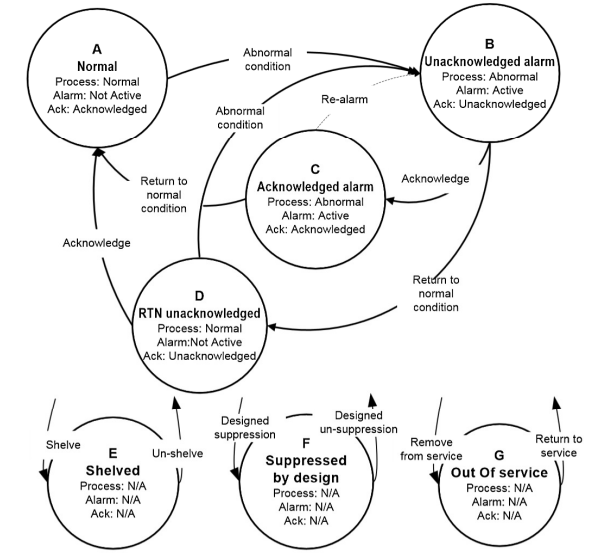 A
Normal
Process: Normal
Alarm: Not Active
Ack: Acknowledged
Abnormal
condition
B
Unacknowledged alarm
Process: Abnormal
Alarm: Active
Ack: Unacknowledged
Abnormal
condition
Re-alarm
C
Acknowledged alarm
Process: Abnormal
Alarm: Active
Ack: Acknowledged
Return to
normal
condition
Acknowledge
Acknowledge
D
RTN unacknowledged
Process: Normal
Alarm:Not Active
Ack: Unacknowledged
Return to
normal
condition
Shelve
E
Shelved
Process: N/A
Alarm: N/A
Ack: N/A
Un-shelve
Designed
suppression
F
Suppressed
by design
Process: N/A
Alarm: N/A
Ack: N/A
Designed
un-suppression
Remove
from service
G
Out Of service
Process: N/A
Alarm: N/A
Ack: N/A
Return to
service